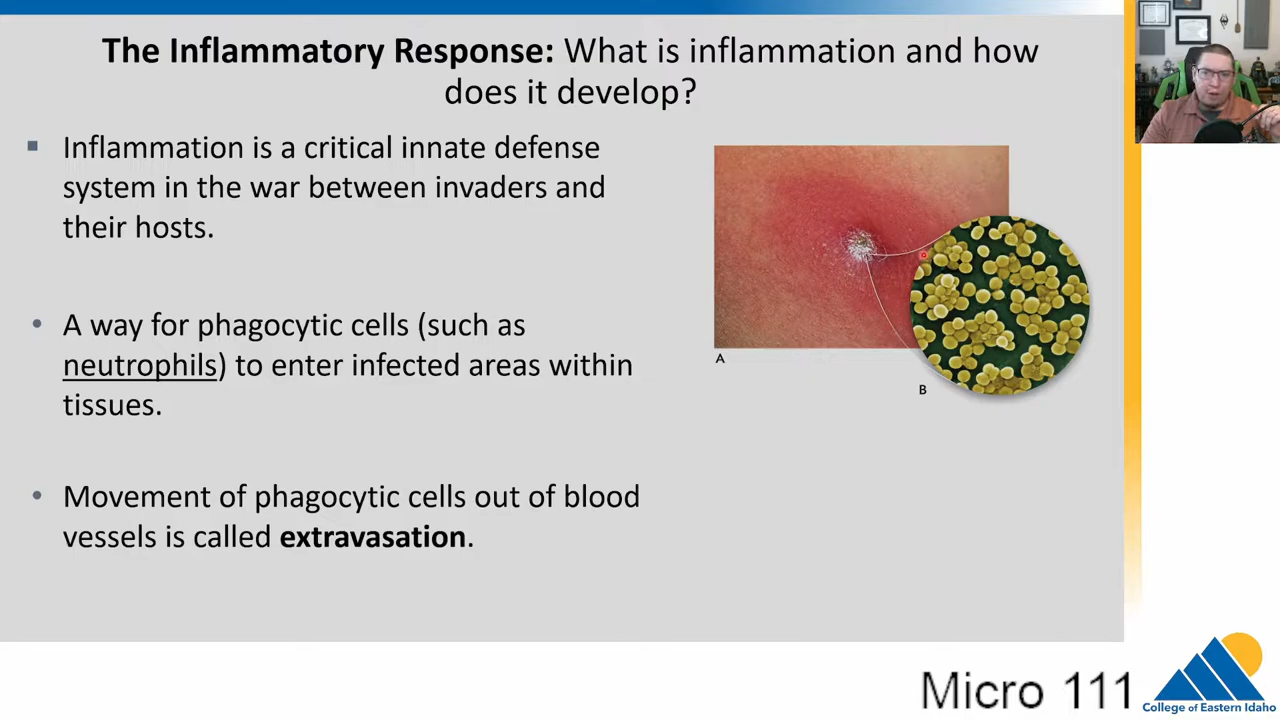 The Inflammatory Response: What is inflammation and how
does it develop?
▪ Inflammation is a critical innate defense
system in the war between invaders and
their hosts.
• A way for phagocytic cells (such as
neutrophils) to enter infected areas within
tissues.
• Movement of phagocytic cells out of blood
vessels is called extravasation.
A
B
Micro 111
College of Eastern Idaho